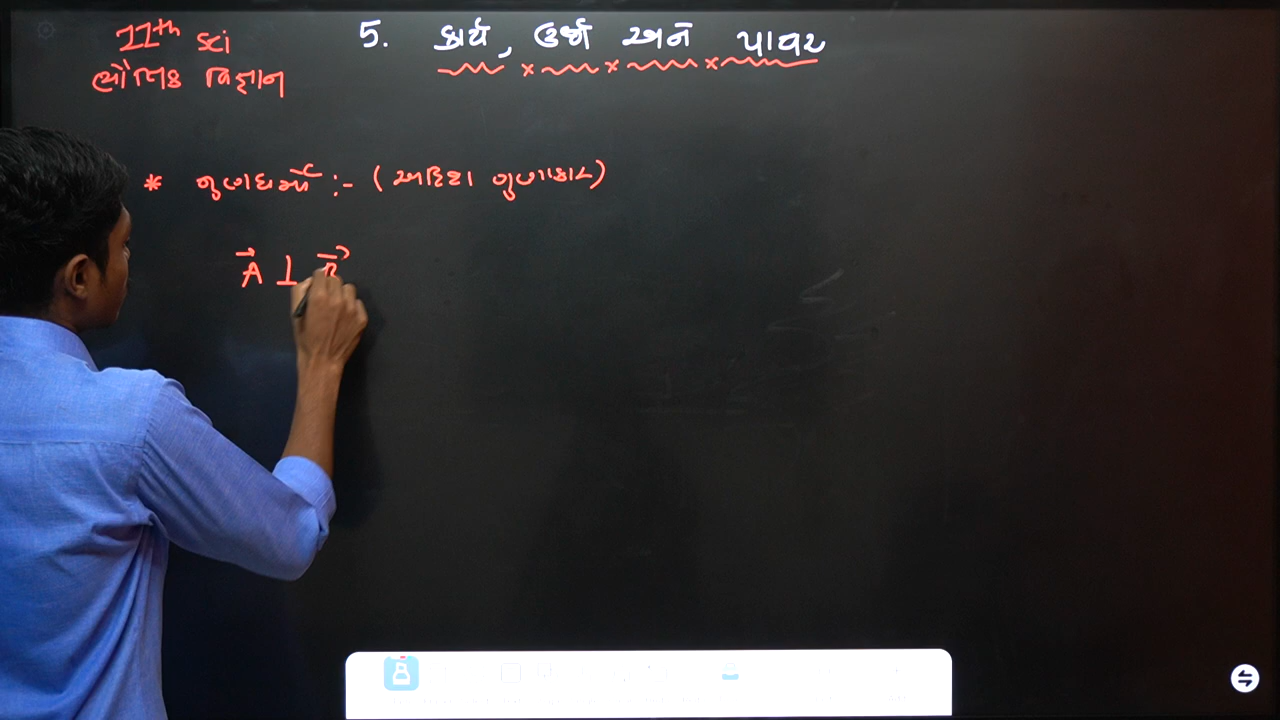 11th sci
ભૌતિક વિજ્ઞાન
5. કાર્ય, ઉર્જા અને પાવર
* ગુણધર્મો :- (અદિશ ગુણાકાર)
A⃗ ⊥ B⃗